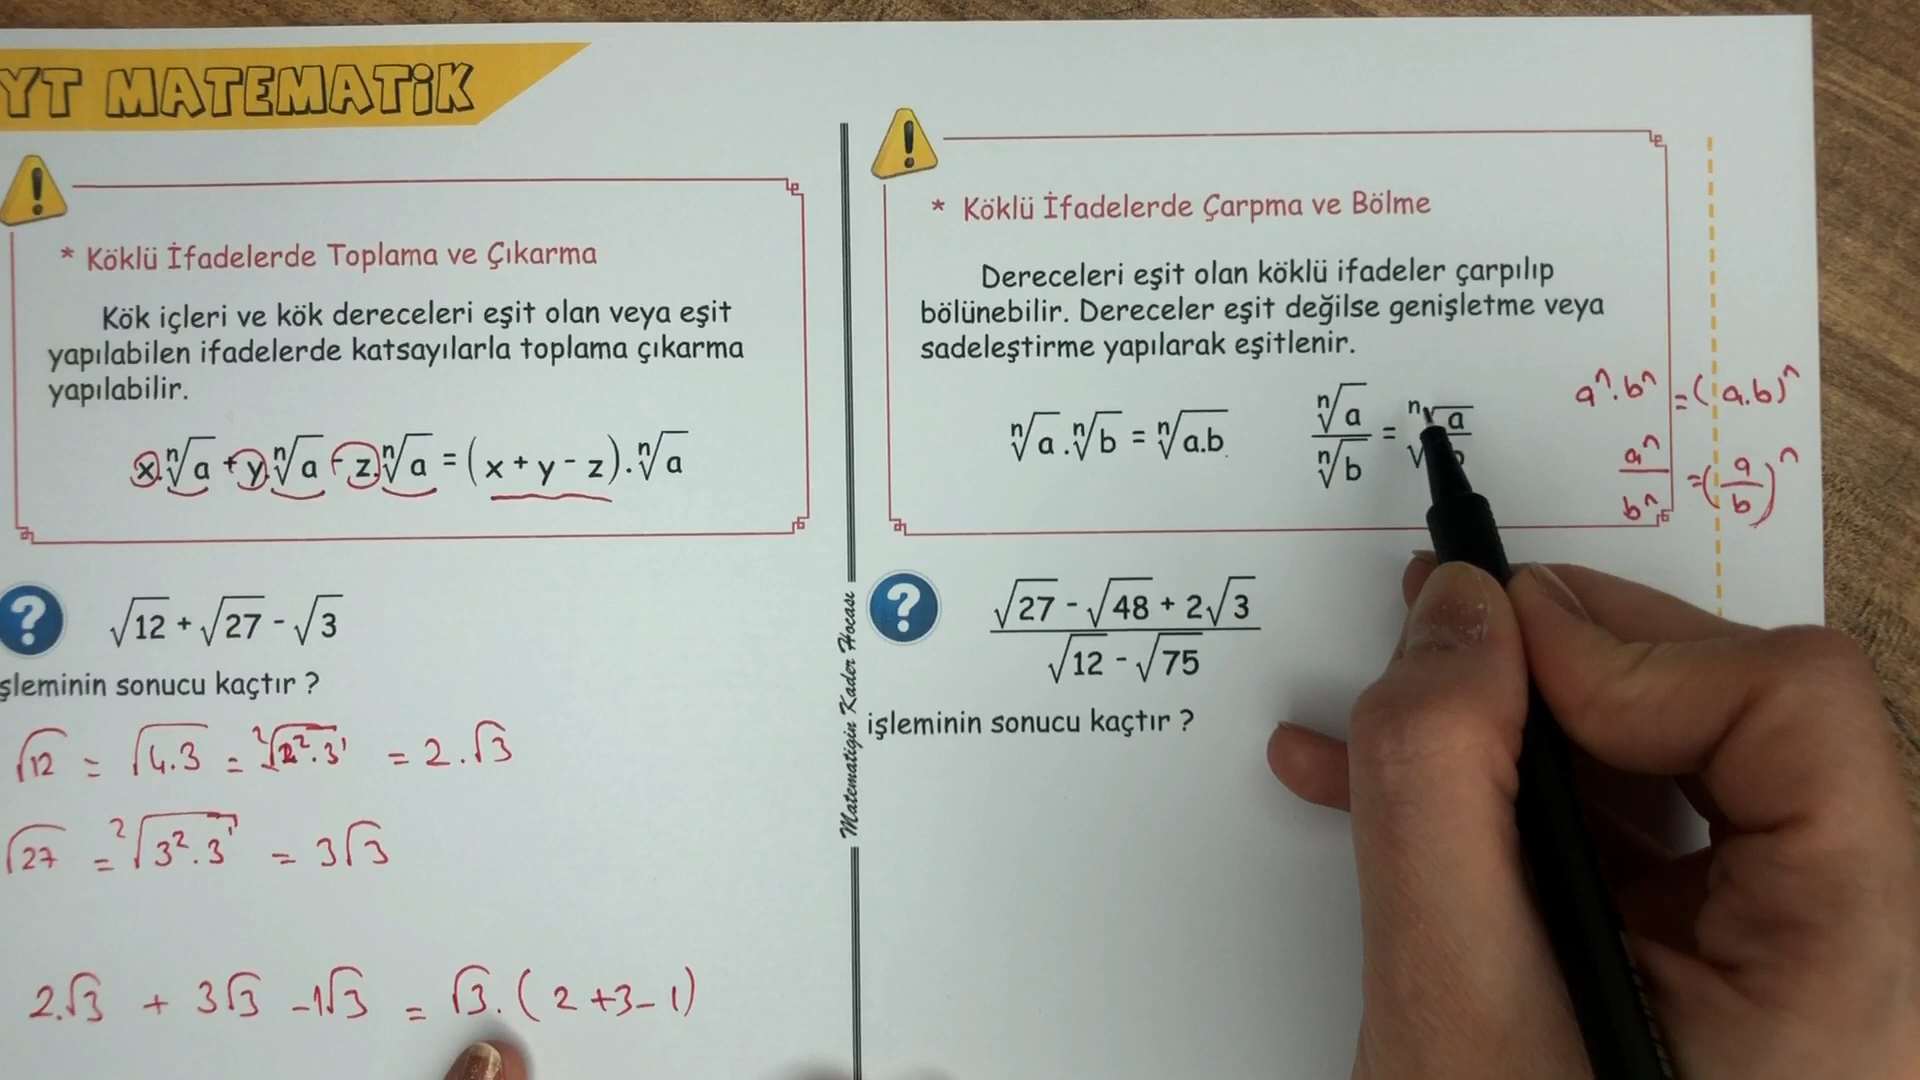 YT MATEMATİK
* Köklü İfadelerde Toplama ve Çıkarma
Kök içleri ve kök dereceleri eşit olan veya eşit
yapılabilen ifadelerde katsayılarla toplama çıkarma
yapılabilir.
x.ⁿ√a + y.ⁿ√a - z.ⁿ√a = (x + y - z).ⁿ√a
√12 + √27 - √3
şleminin sonucu kaçtır ?
√12 = √4.3 = ²√2².3¹ = 2.√3
√27 = ²√3².3¹ = 3√3
2.√3 + 3√3 - 1√3 = √3.(2+3-1)
Matematiğin Kader Hocası
* Köklü İfadelerde Çarpma ve Bölme
Dereceleri eşit olan köklü ifadeler çarpılıp
bölünebilir. Dereceler eşit değilse genişletme veya
sadeleştirme yapılarak eşitlenir.
ⁿ√a.ⁿ√b = ⁿ√a.b
ⁿ√a / ⁿ√b = ⁿ√a
aⁿ.bⁿ = (a.b)ⁿ
aⁿ / bⁿ = (a/b)ⁿ
√27 - √48 + 2√3
√12 - √75
işleminin sonucu kaçtır ?